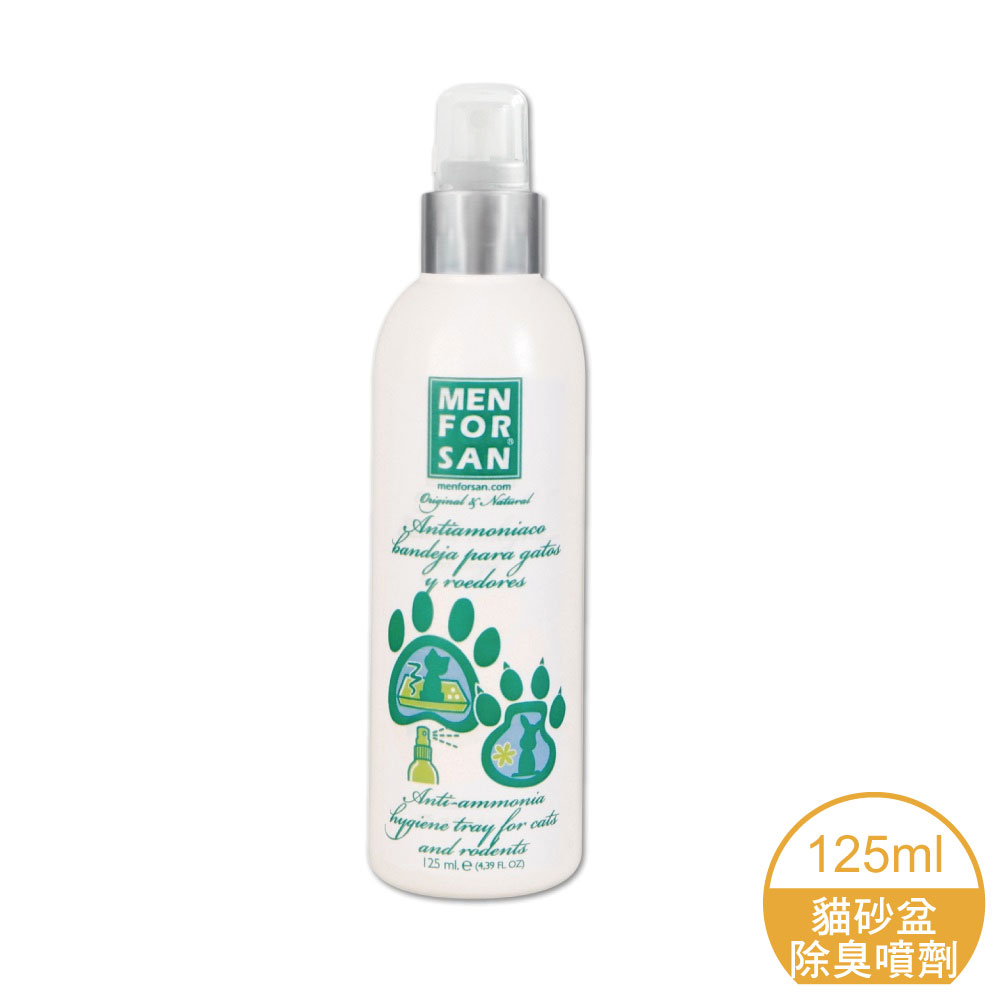 MEN
FOR
SAN®
menforsan.com
Original & Natural
Antiamoniaco
bandeja para gatos
y roedores
Anti-ammonia
hygiene tray for cats
and rodents
125 ml. e (4,39 FL OZ)
125ml
貓砂盆
除臭噴劑